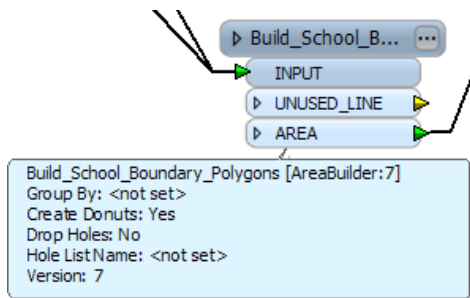 Build_School_B...
INPUT
UNUSED_LINE
AREA
Build_School_Boundary_Polygons [AreaBuilder:7]
Group By: <not set>
Create Donuts: Yes
Drop Holes: No
Hole List Name: <not set>
Version: 7